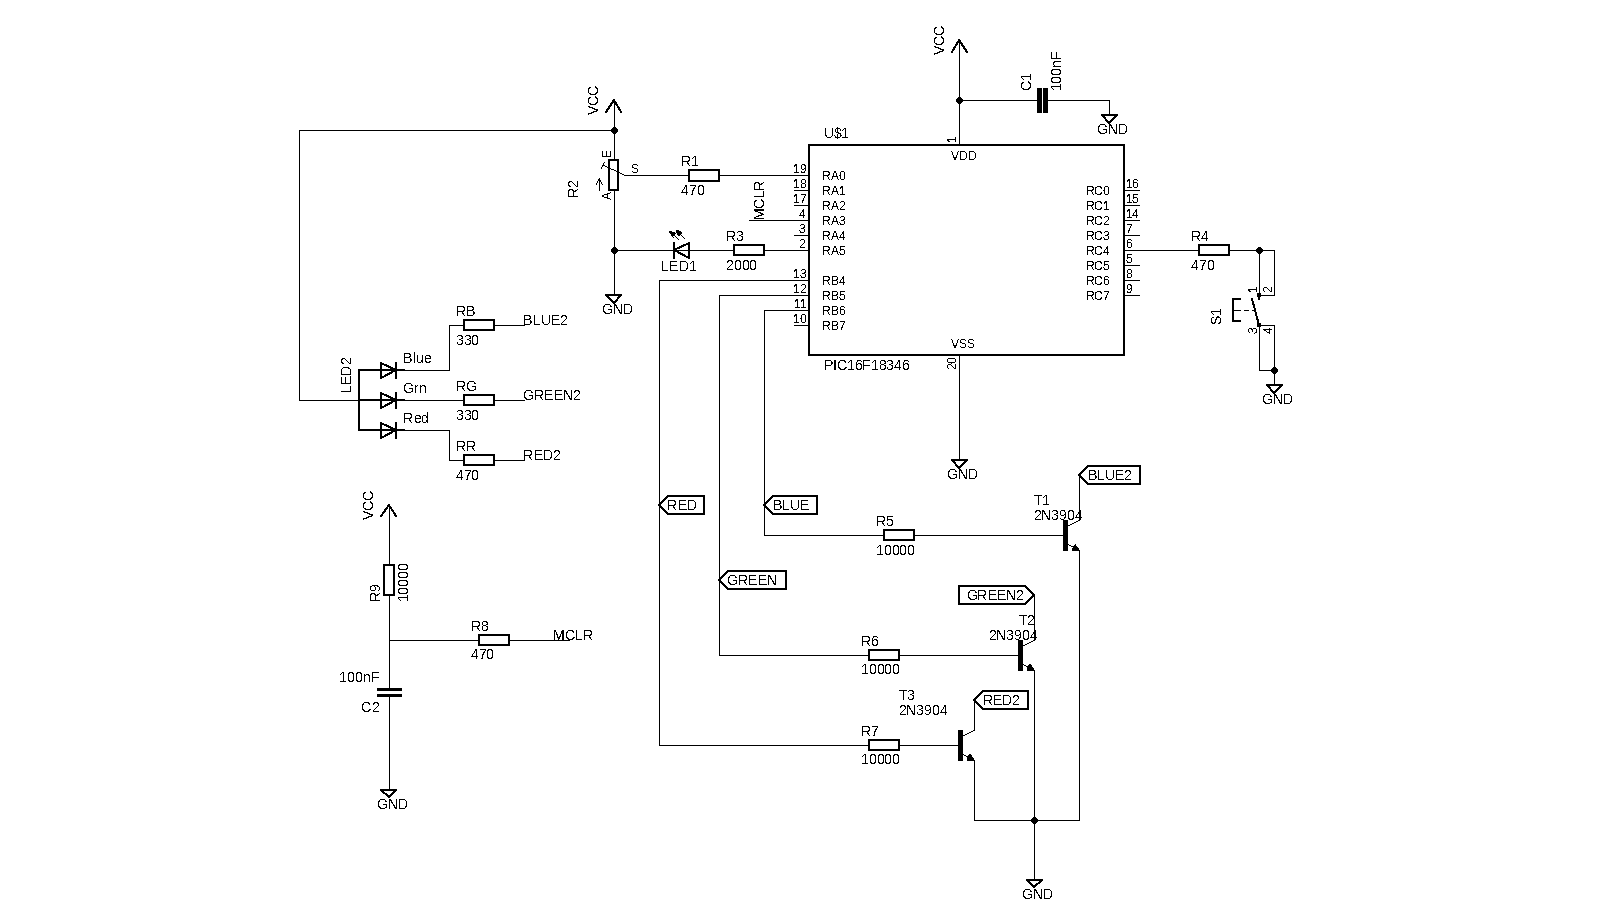 VCC
C1
100nF
GND
VCC
U$1
1
VDD
E
S
R1
470
R2
A
MCLR
19
18
17
4
3
2
13
12
11
10
RA0
RA1
RA2
RA3
RA4
RA5
RB4
RB5
RB6
RB7
RC0
RC1
RC2
RC3
RC4
RC5
RC6
RC7
16
15
14
7
6
5
8
9
R4
470
LED1
R3
2000
GND
VSS
20
PIC16F18346
S1
1
2
3
4
GND
RB
330
BLUE2
LED2
Blue
Grn
RG
330
GREEN2
Red
RR
470
RED2
GND
VCC
RED
BLUE
BLUE2
T1
2N3904
R5
10000
R9
10000
GREEN
GREEN2
T2
2N3904
R8
470
MCLR
R6
10000
100nF
C2
T3
2N3904
RED2
R7
10000
GND
GND